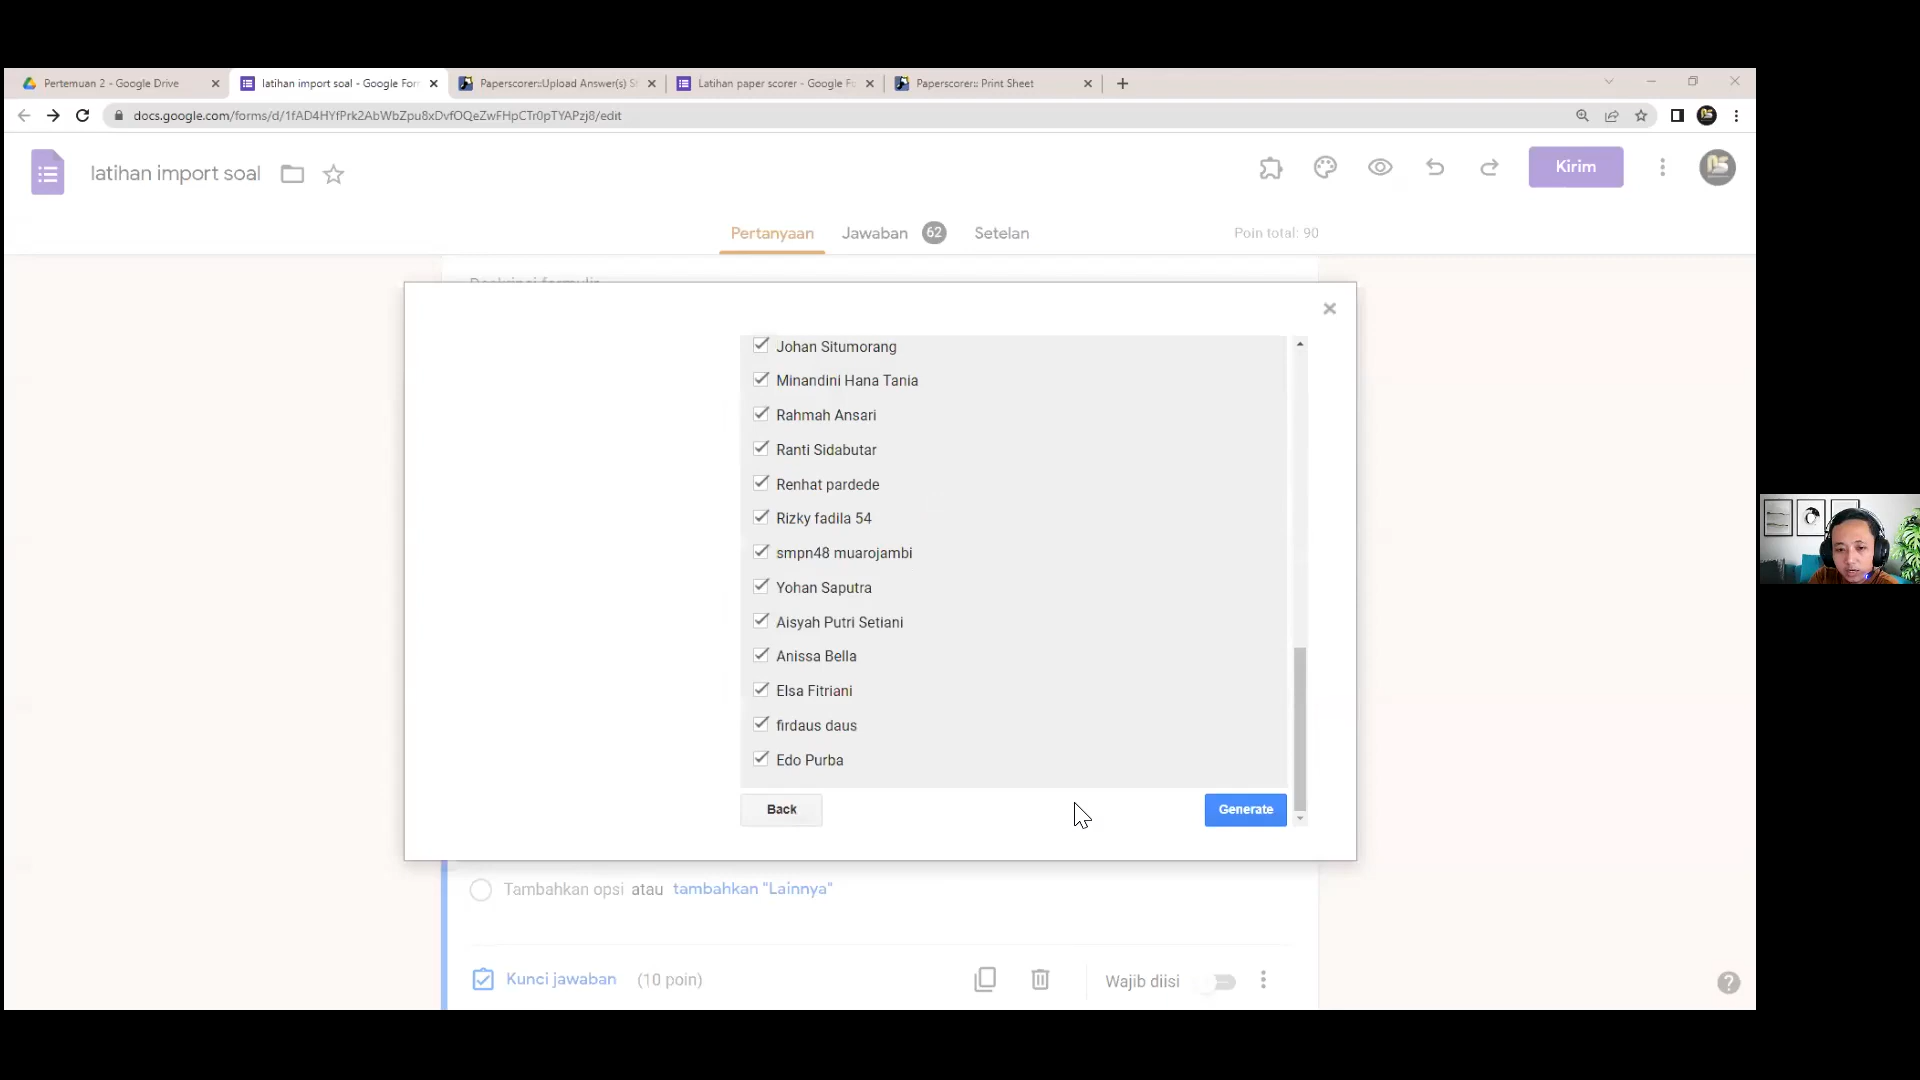 Pertemuan 2 - Google Drive
latihan import soal - Google For
Paperscorer::Upload Answer(s) S
Latihan paper scorer - Google Fo
Paperscorer:: Print Sheet
docs.google.com/forms/d/1fAD4HYfPrk2AbWbZpu8xDvfOQeZwFHpCTr0pTYAPzj8/edit
latihan import soal
Kirim
Pertanyaan
Jawaban 62
Setelan
Poin total: 90
Deskripsi formulir
Johan Situmorang
Minandini Hana Tania
Rahmah Ansari
Ranti Sidabutar
Renhat pardede
Rizky fadila 54
smpn48 muarojambi
Yohan Saputra
Aisyah Putri Setiani
Anissa Bella
Elsa Fitriani
firdaus daus
Edo Purba
Back
Generate
Tambahkan opsi atau tambahkan "Lainnya"
Kunci jawaban (10 poin)
Wajib diisi